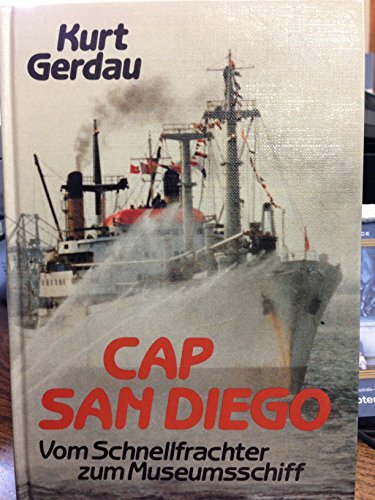 Kurt
Gerdau
CAP
SAN DIEGO
Vom Schnellfrachter
zum Museumsschiff